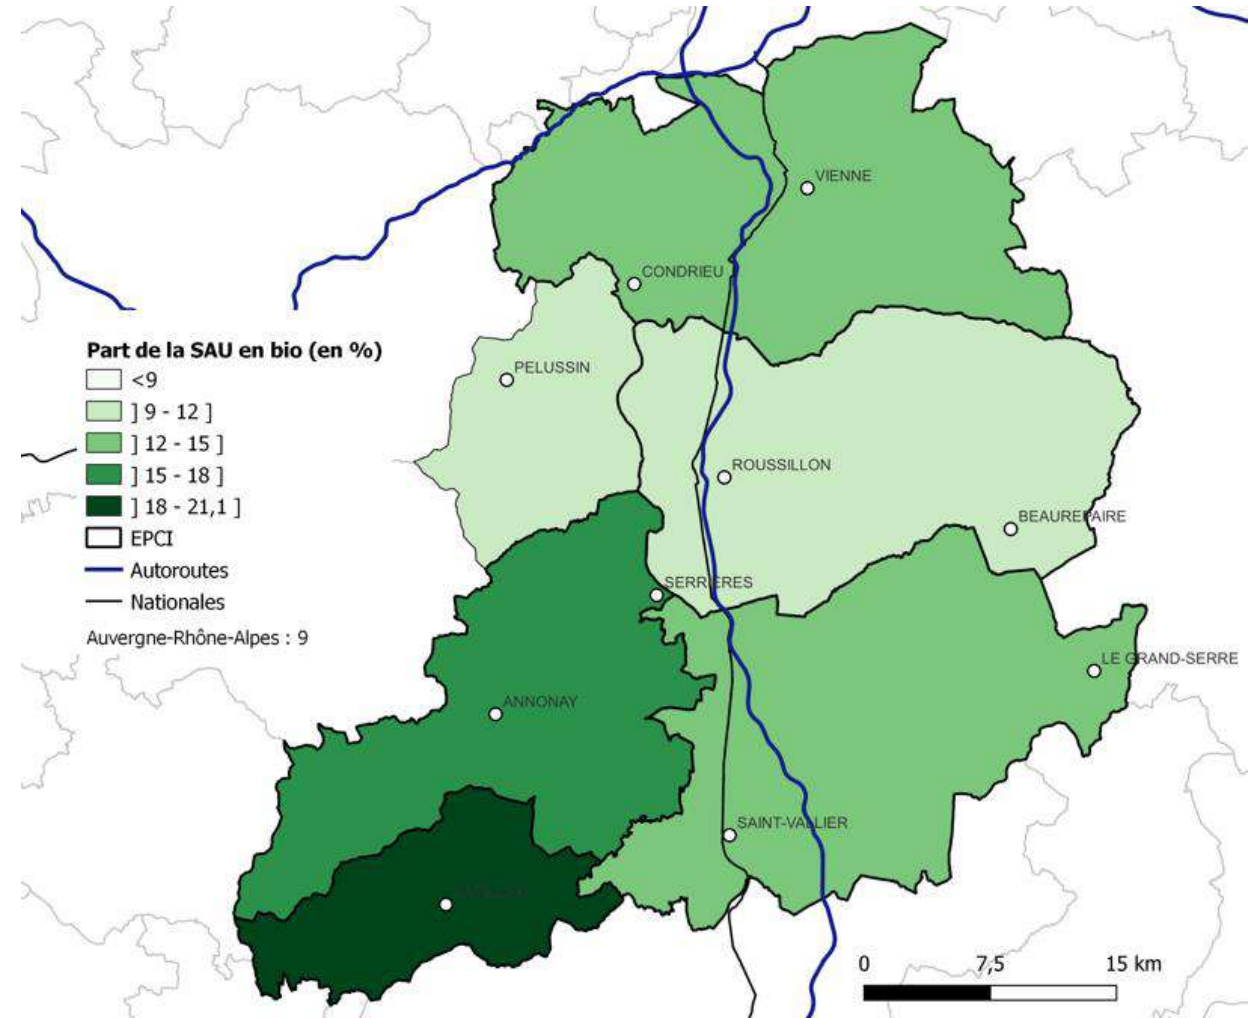 VIENNE
CONDRIEU
Part de la SAU en bio (en %)
<9
] 9 - 12 ]
] 12 - 15 ]
] 15 - 18 ]
] 18 - 21,1 ]
EPCI
Autoroutes
Nationales
Auvergne-Rhône-Alpes : 9
PELUSSIN
ROUSSILLON
BEAUREPAIRE
SERRIERES
LE GRAND-SERRE
ANNONAY
SAINT-VALLIER
0 7,5 15 km